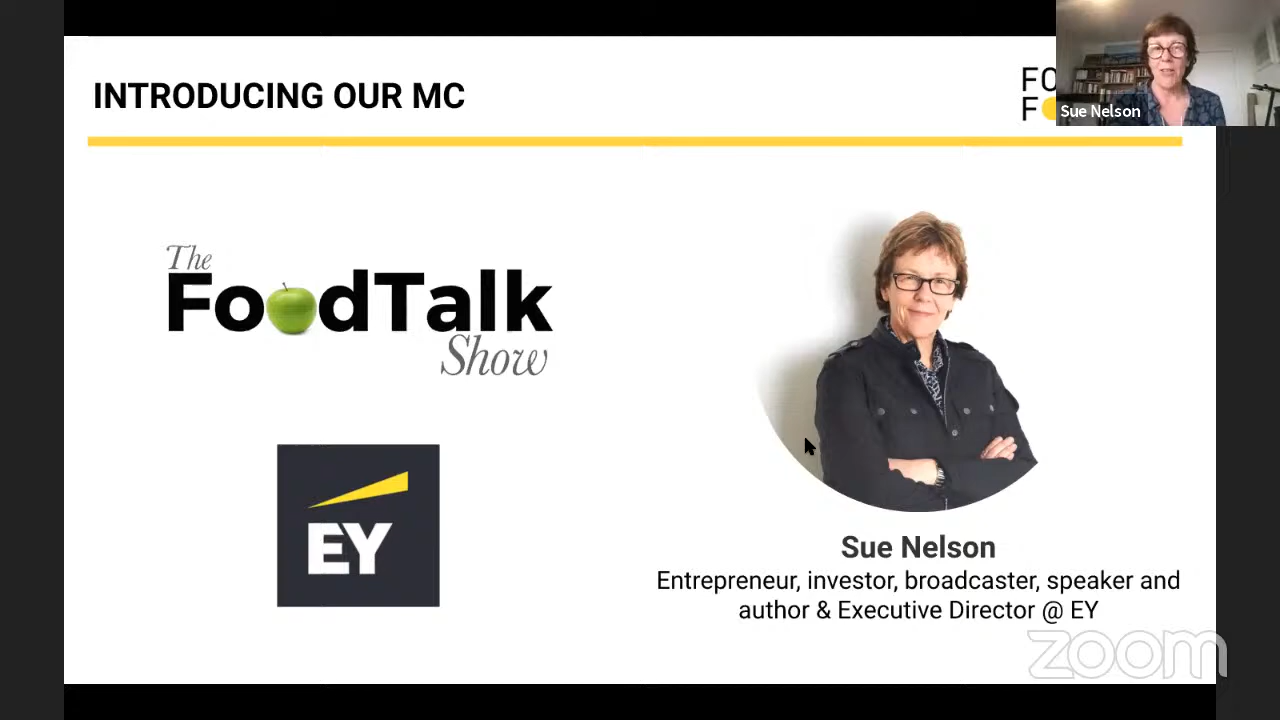 INTRODUCING OUR MC
FO
F
Sue Nelson
The
FoodTalk
Show
EY
Sue Nelson
Entrepreneur, investor, broadcaster, speaker and
author & Executive Director @ EY
zoom